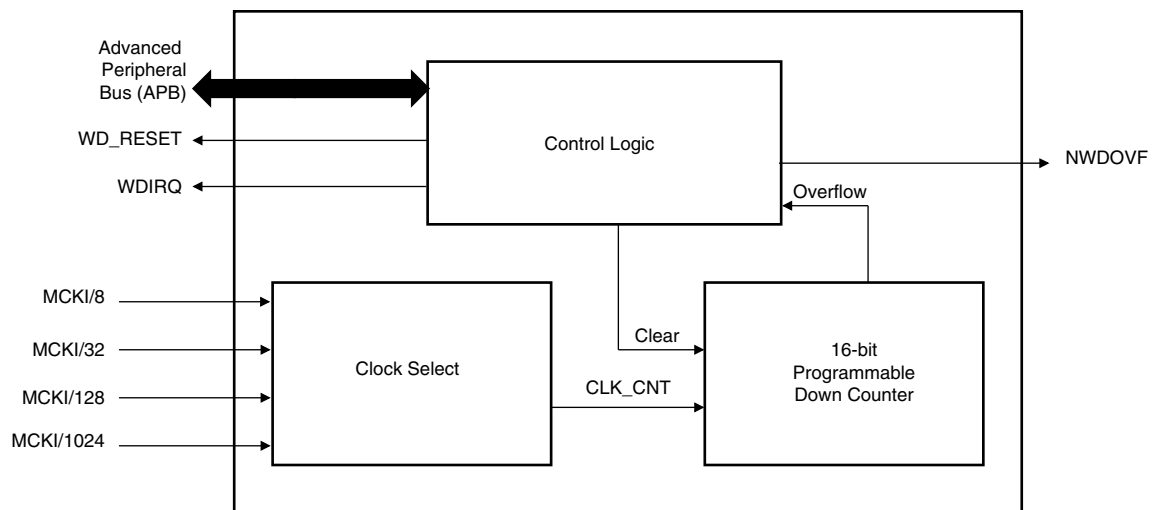 Advanced
Peripheral
Bus (APB)
WD_RESET
WDIRQ
Control Logic
NWDOVF
Overflow
MCKI/8
MCKI/32
MCKI/128
MCKI/1024
Clock Select
Clear
CLK_CNT
16-bit
Programmable
Down Counter